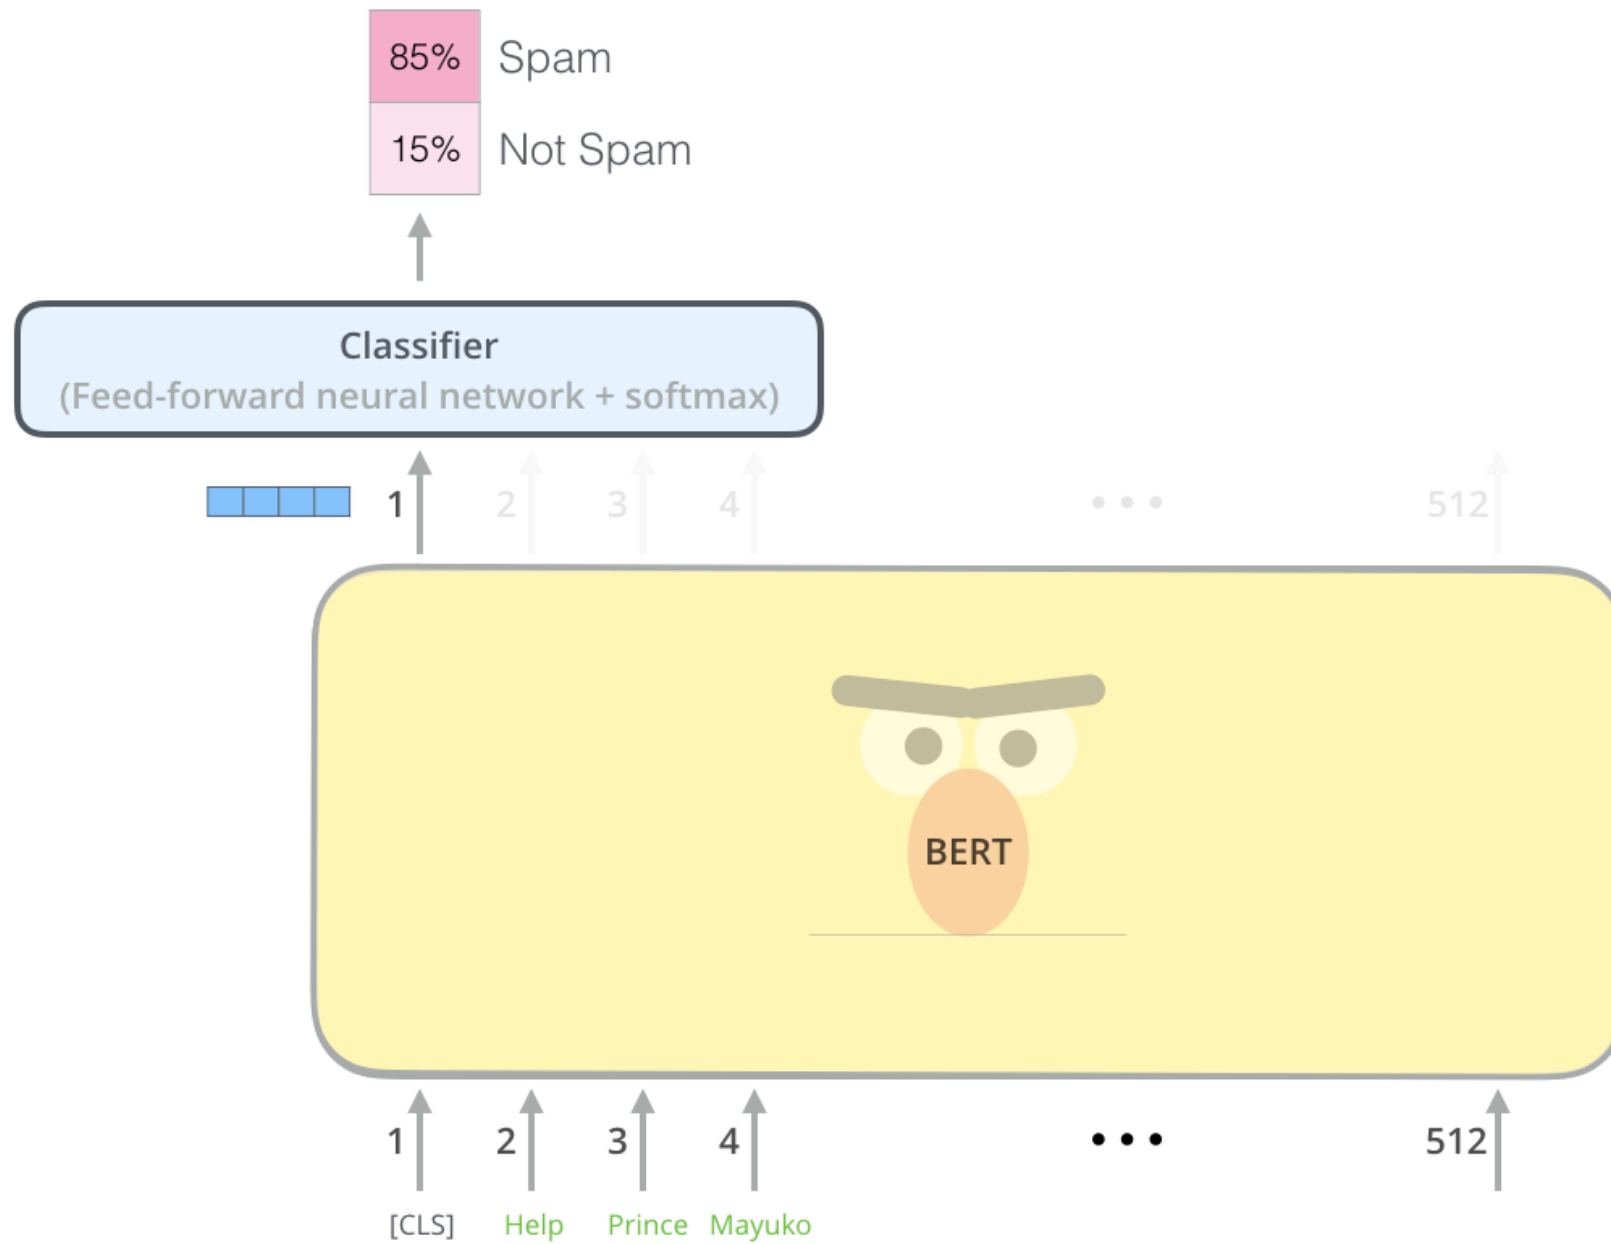 85% Spam
15% Not Spam
Classifier
(Feed-forward neural network + softmax)
1 2 3 4 ... 512
BERT
1 2 3 4 ... 512
[CLS] Help Prince Mayuko